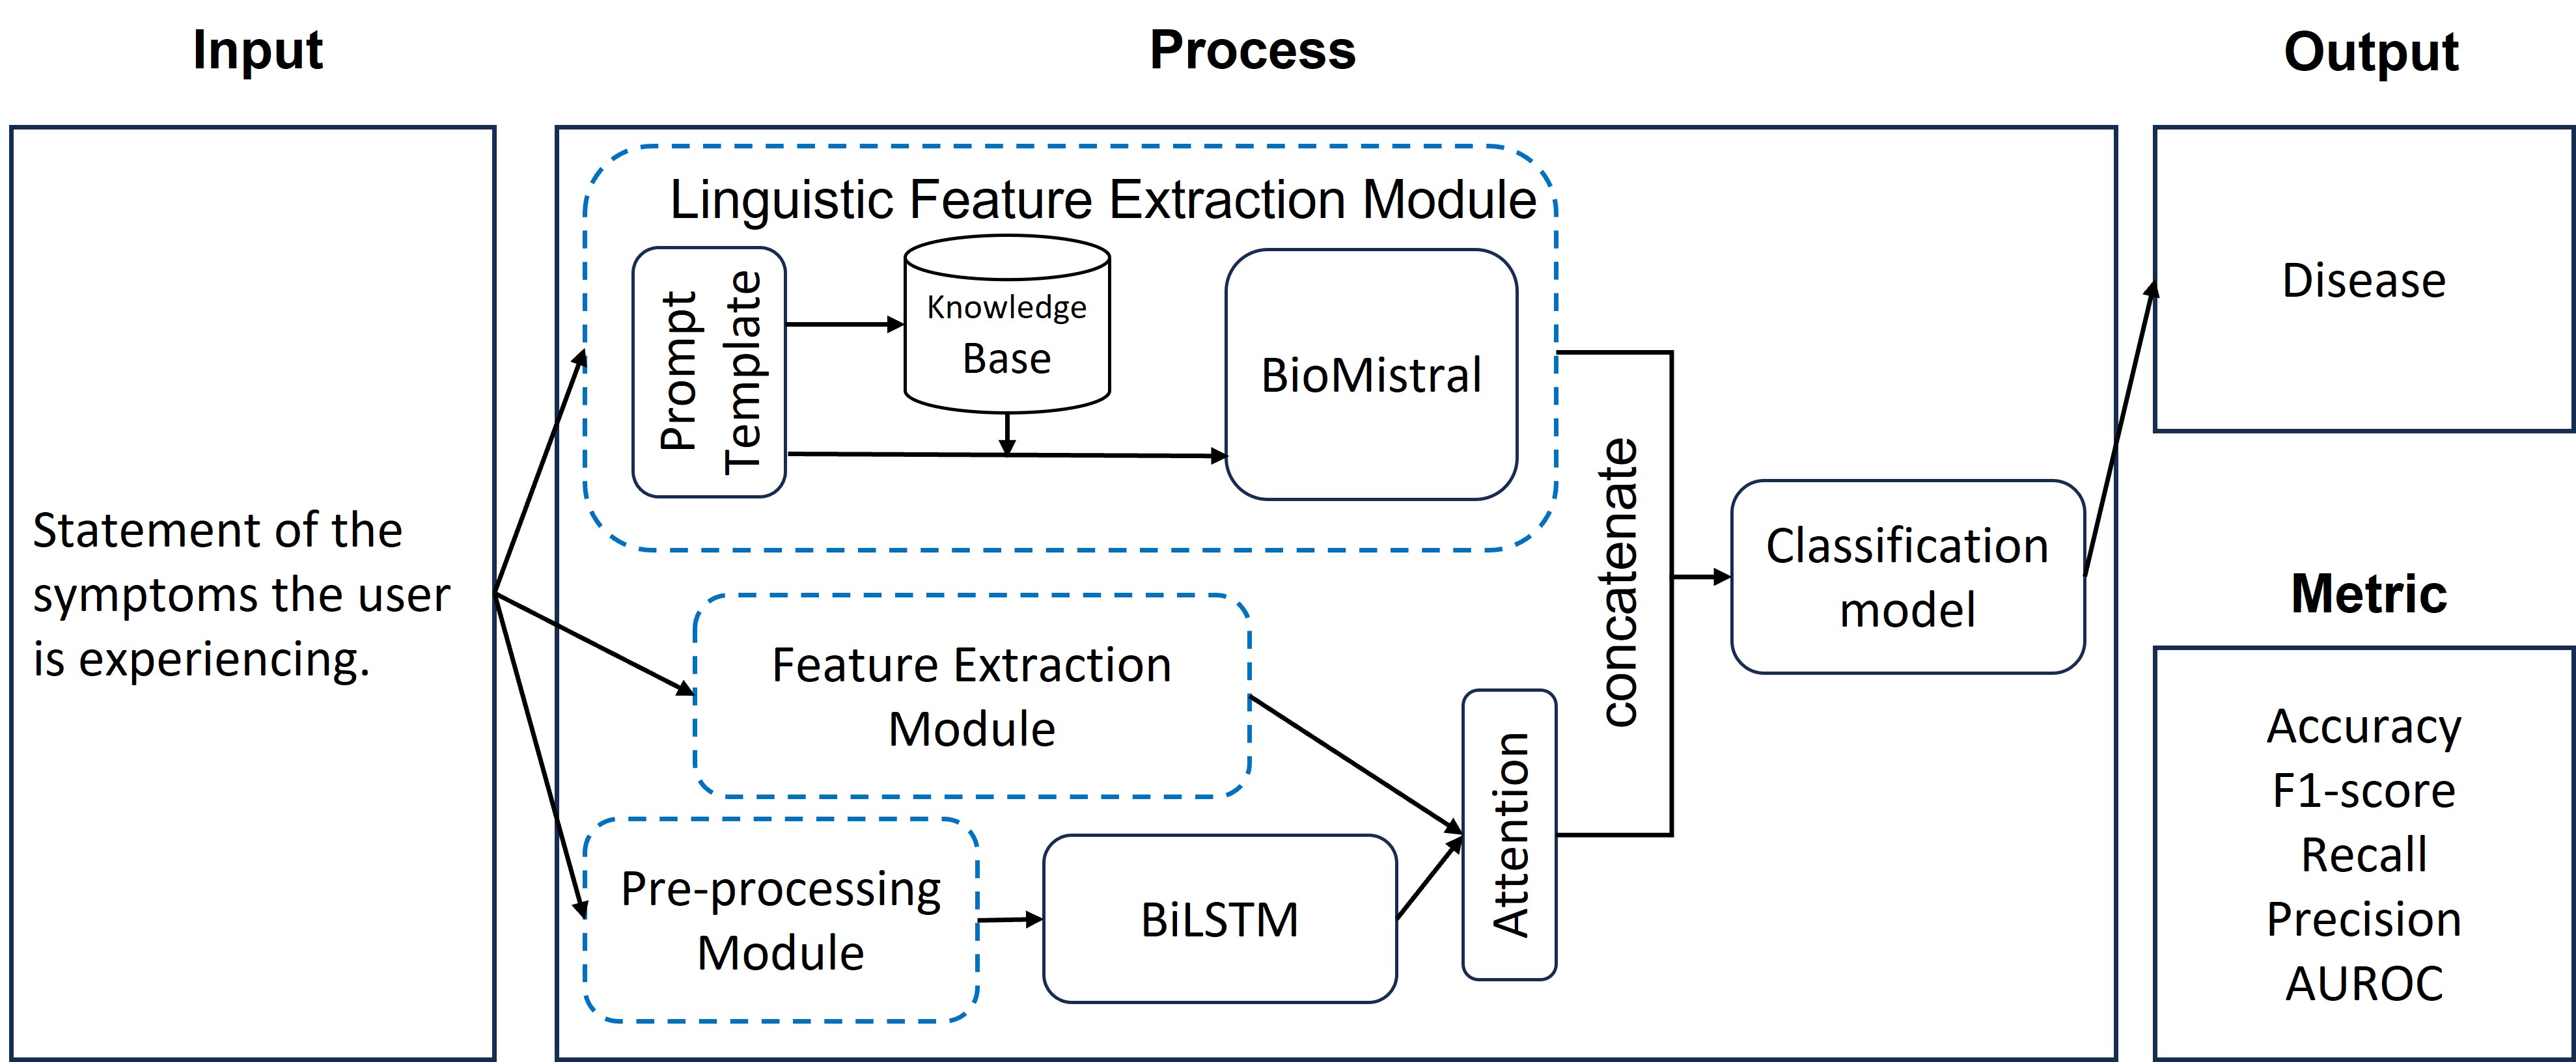 Input
Process
Output
Statement of the
symptoms the user
is experiencing.
Linguistic Feature Extraction Module
Prompt
Template
Knowledge
Base
BioMistral
Feature Extraction
Module
Pre-processing
Module
BiLSTM
Attention
concatenate
Classification
model
Disease
Metric
Accuracy
F1-score
Recall
Precision
AUROC